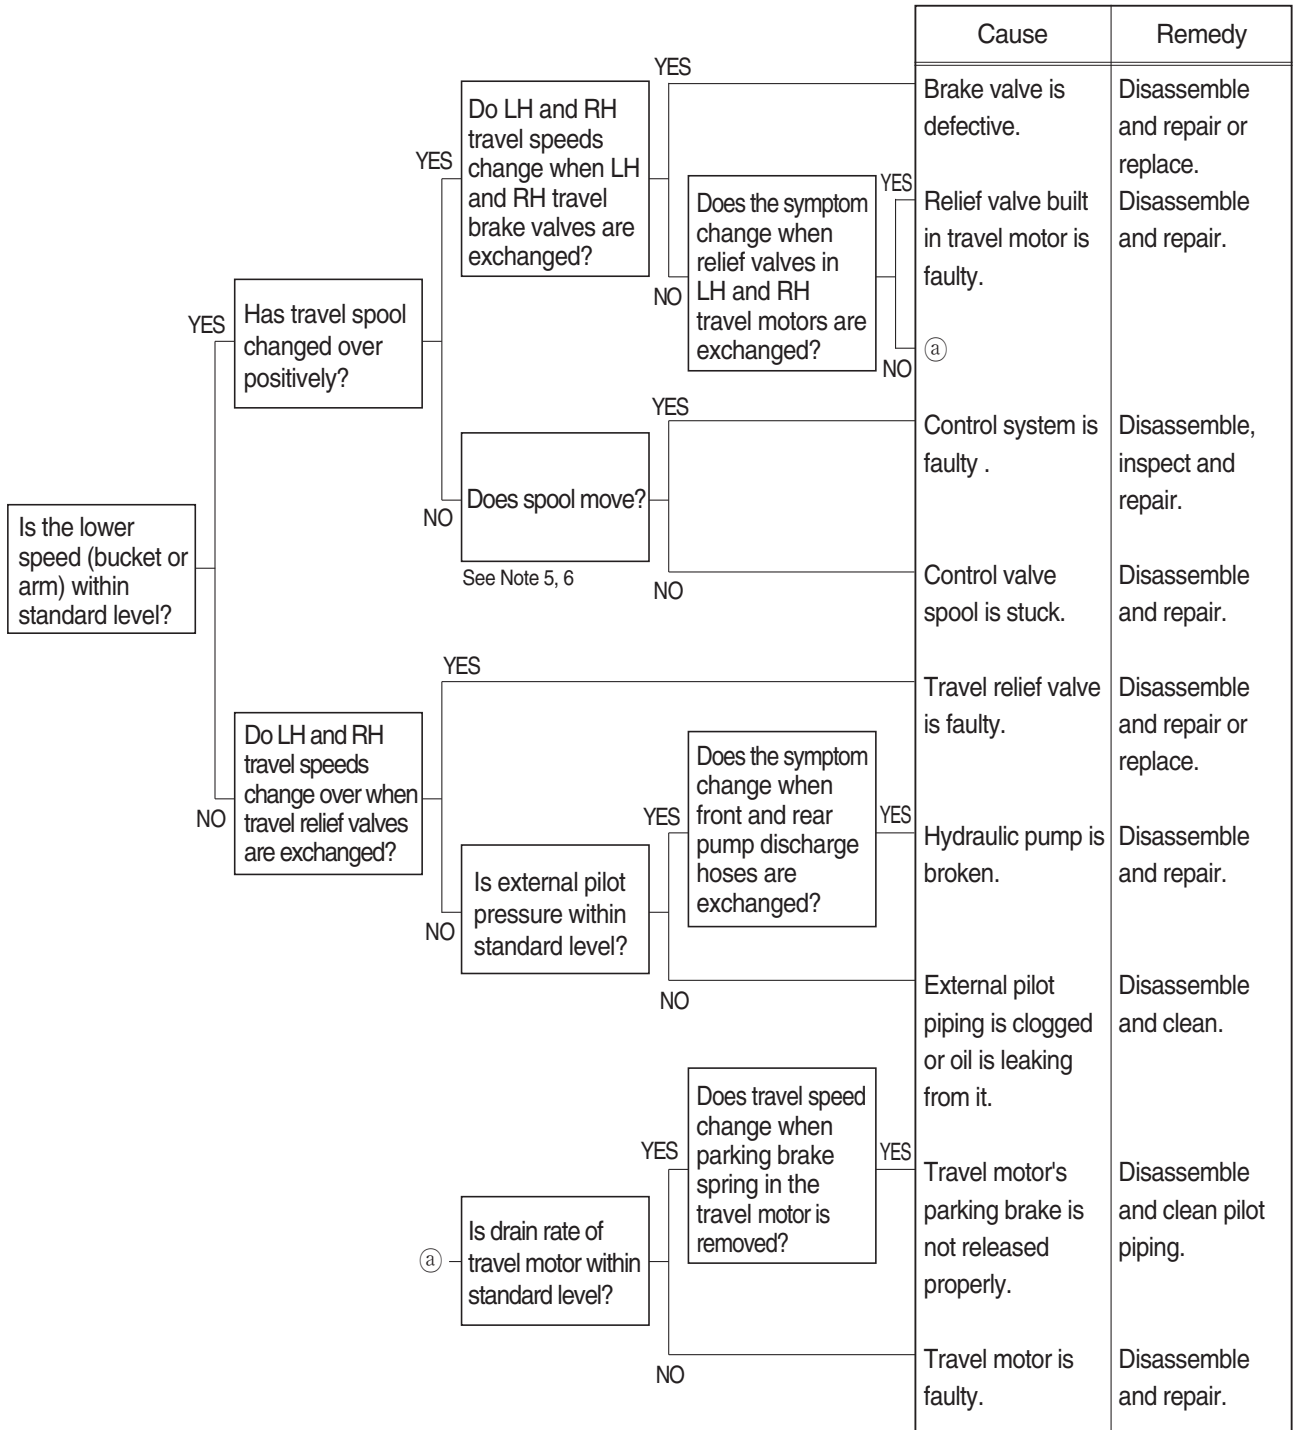 Cause
Remedy
YES
Do LH and RH
travel speeds
change when LH
and RH travel
brake valves are
exchanged?
Brake valve is
defective.
Disassemble
and repair or
replace.
YES
NO
Does the symptom
change when
relief valves in
LH and RH
travel motors are
exchanged?
YES
Relief valve built
in travel motor is
faulty.
Disassemble
and repair.
NO
ⓐ
YES
Has travel spool
changed over
positively?
NO
Does spool move?
See Note 5, 6
YES
Control system is
faulty .
Disassemble,
inspect and
repair.
NO
Control valve
spool is stuck.
Disassemble
and repair.
Is the lower
speed (bucket or
arm) within
standard level?
NO
Do LH and RH
travel speeds
change over when
travel relief valves
are exchanged?
YES
Travel relief valve
is faulty.
Disassemble
and repair or
replace.
NO
Is external pilot
pressure within
standard level?
YES
Does the symptom
change when
front and rear
pump discharge
hoses are
exchanged?
YES
Hydraulic pump is
broken.
Disassemble
and repair.
NO
External pilot
piping is clogged
or oil is leaking
from it.
Disassemble
and clean.
ⓐ
Is drain rate of
travel motor within
standard level?
YES
Does travel speed
change when
parking brake
spring in the
travel motor is
removed?
YES
Travel motor's
parking brake is
not released
properly.
Disassemble
and clean pilot
piping.
NO
Travel motor is
faulty.
Disassemble
and repair.